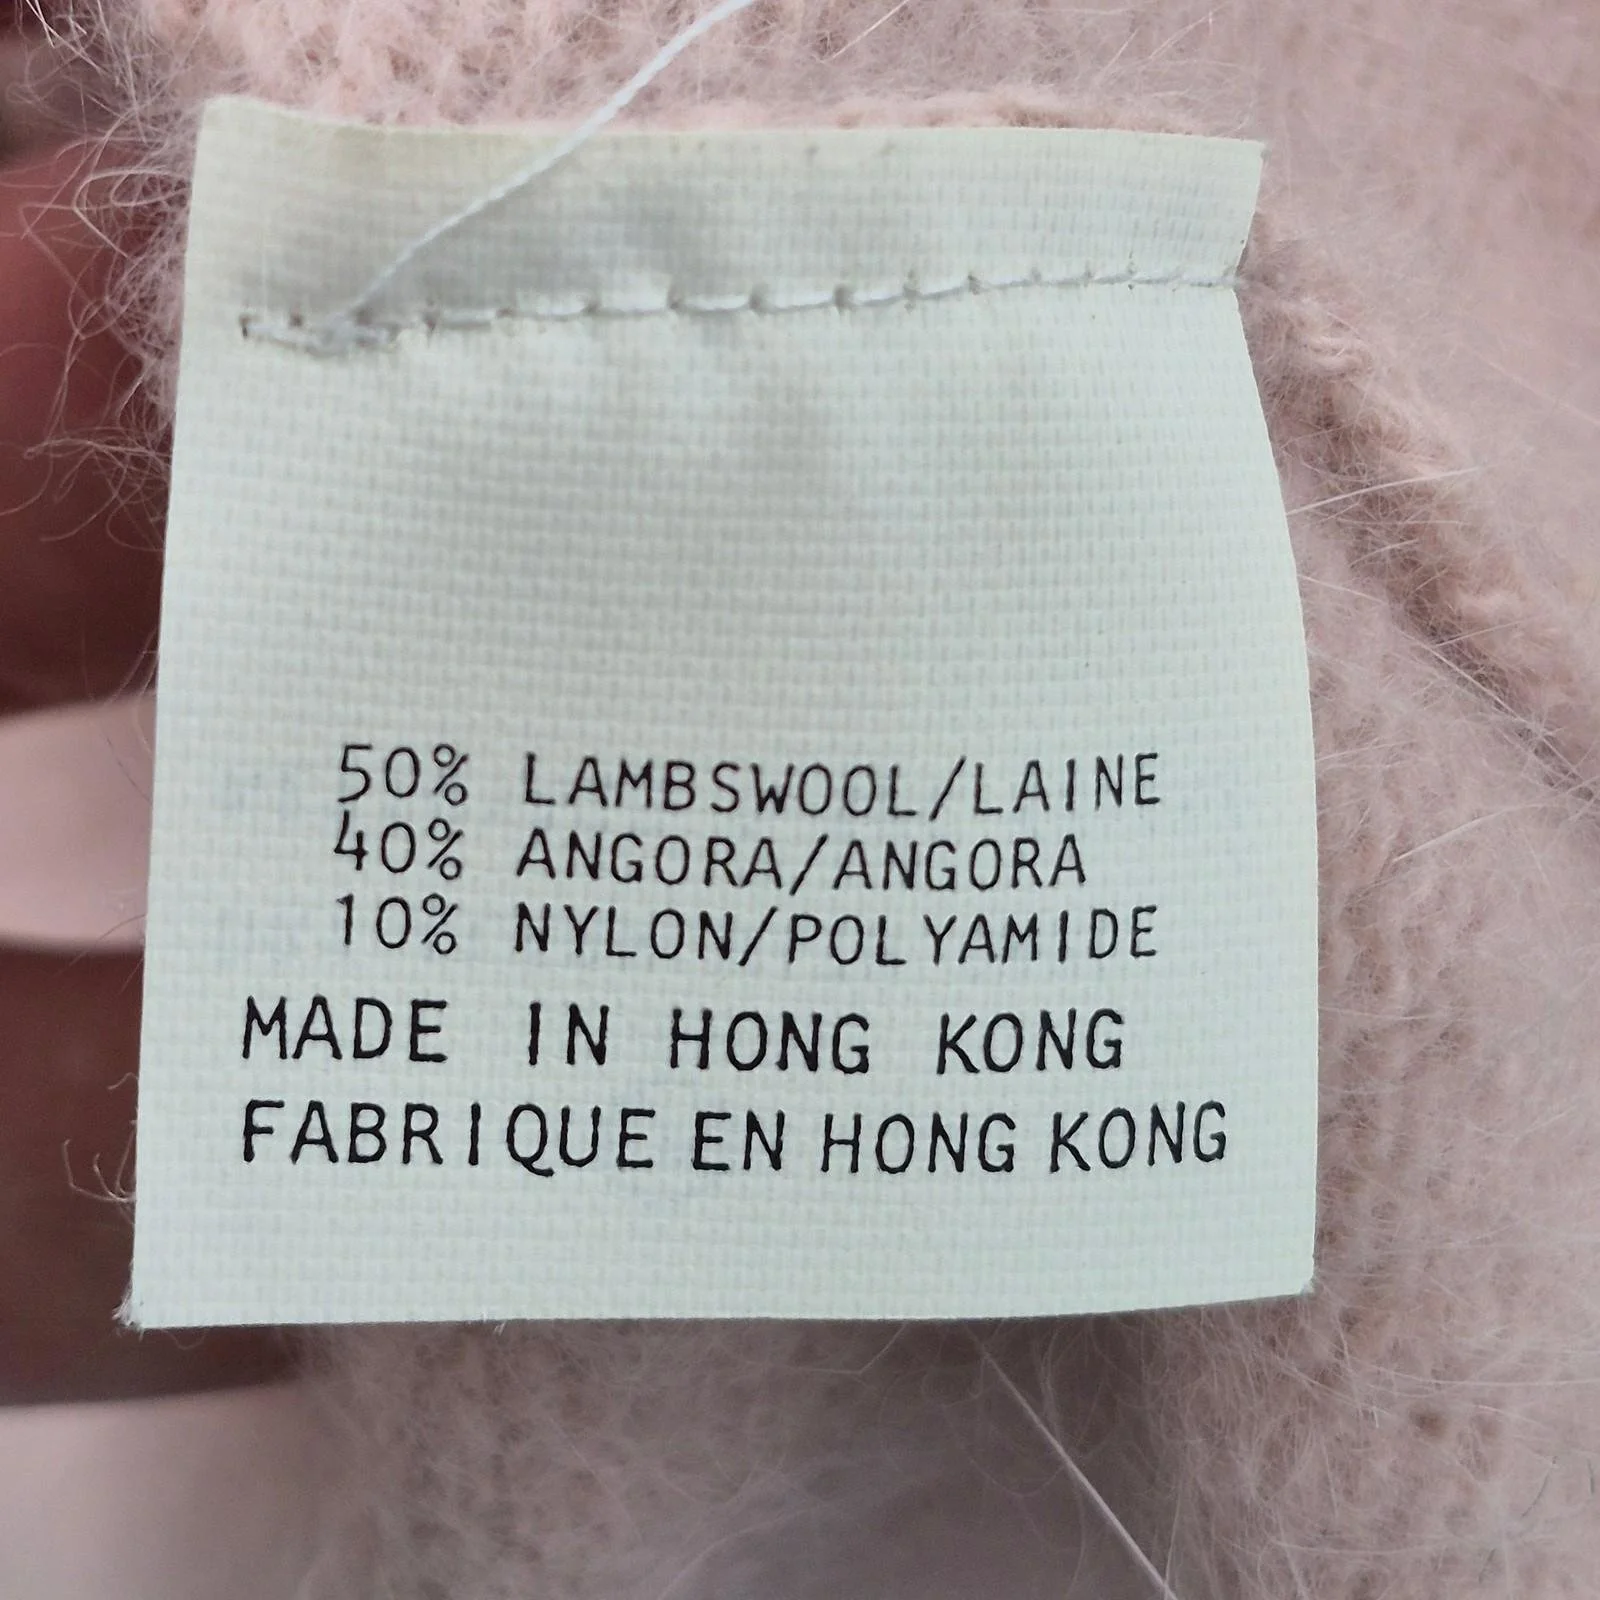 50% LAMBSWOOL/LAINE
40% ANGORA/ANGORA
10% NYLON/POLYAMIDE
MADE IN HONG KONG
FABRIQUE EN HONG KONG